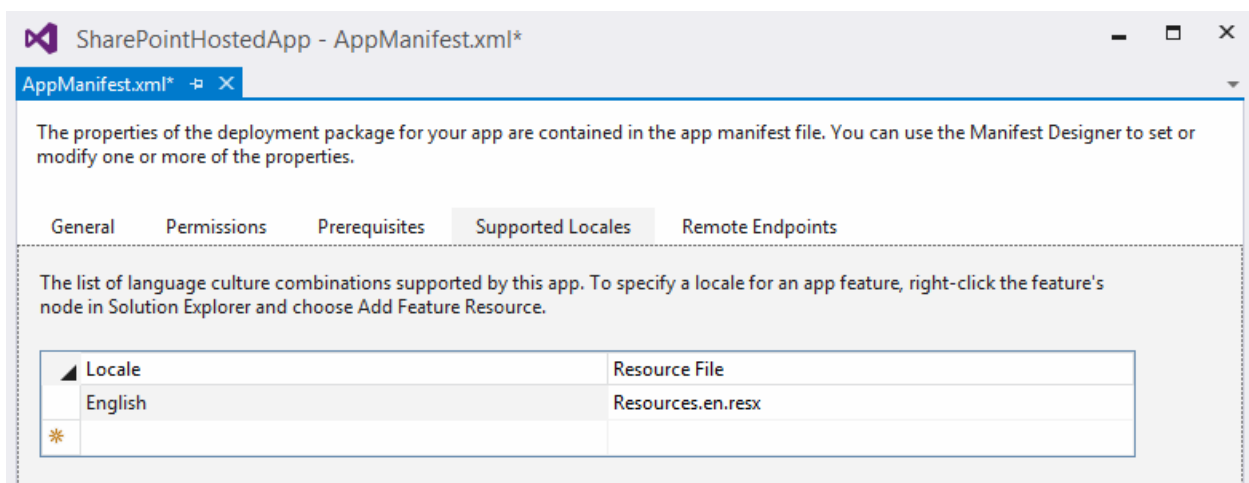 SharePointHostedApp - AppManifest.xml*
AppManifest.xml*
The properties of the deployment package for your app are contained in the app manifest file. You can use the Manifest Designer to set or
modify one or more of the properties.
General Permissions Prerequisites Supported Locales Remote Endpoints
The list of language culture combinations supported by this app. To specify a locale for an app feature, right-click the feature's
node in Solution Explorer and choose Add Feature Resource.
Locale Resource File
English Resources.en.resx